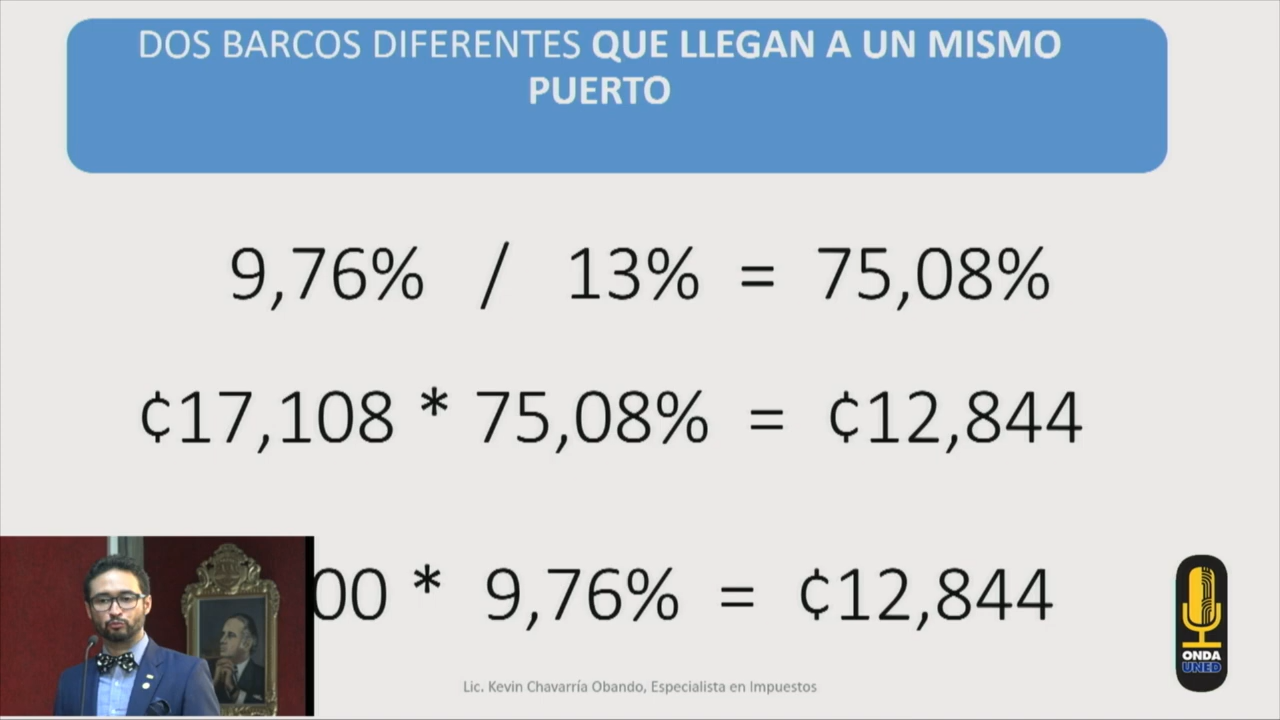 DOS BARCOS DIFERENTES QUE LLEGAN A UN MISMO
PUERTO
9,76% / 13% = 75,08%
¢17,108 * 75,08% = ¢12,844
00 * 9,76% = ¢12,844
ONDA
UNED
Lic. Kevin Chavarría Obando, Especialista en Impuestos